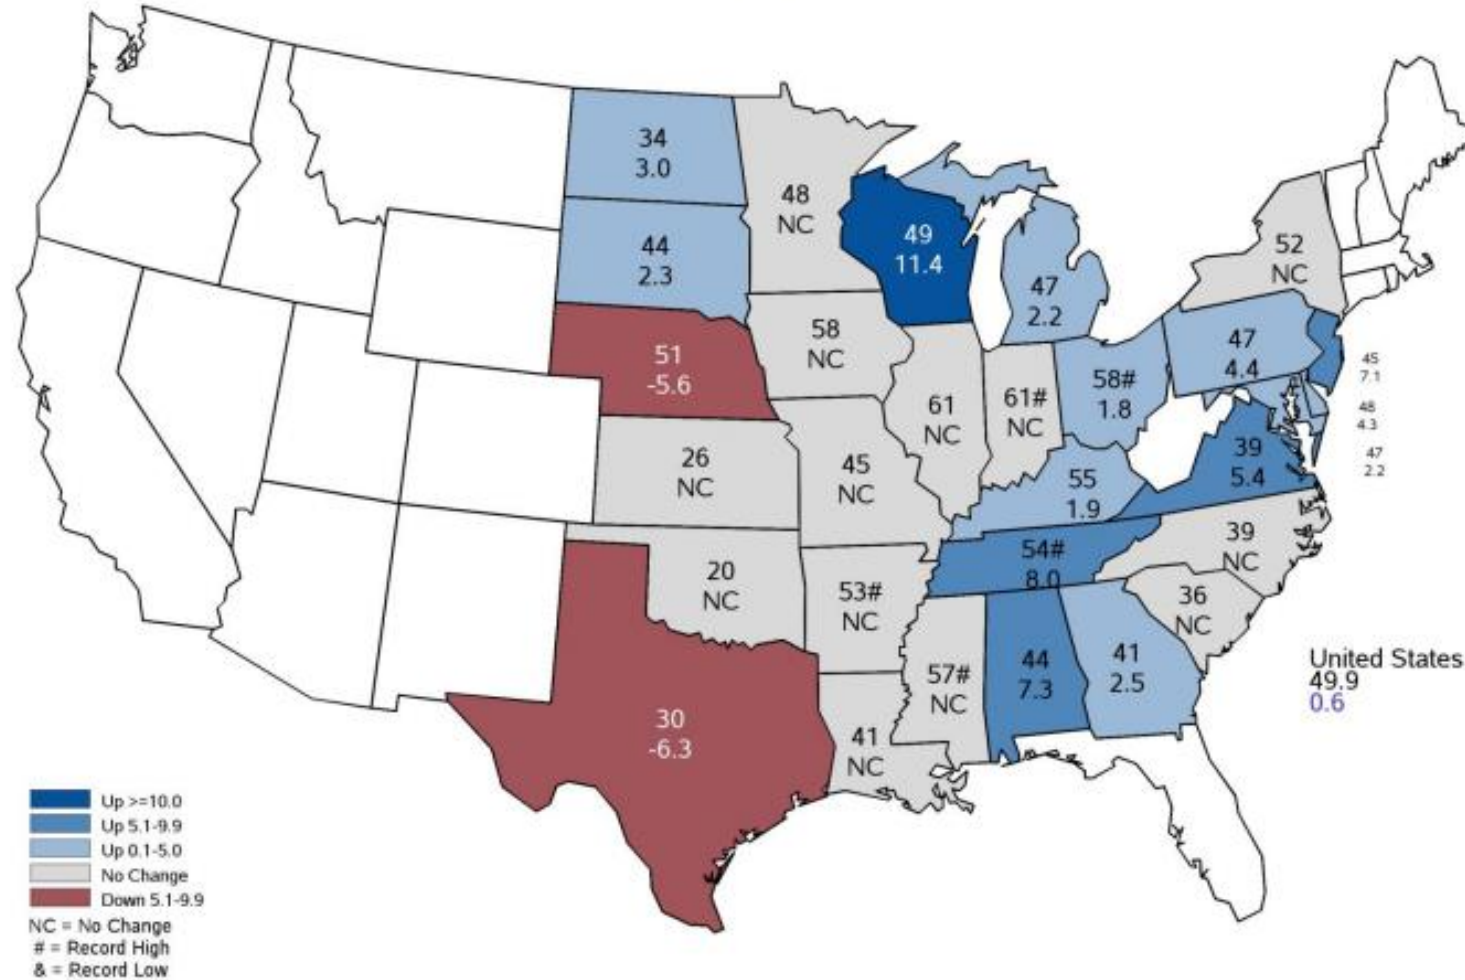 34
3.0
48
NC
49
11.4
44
2.3
47
2.2
52
NC
51
-5.6
58
NC
61
NC
61#
NC
58#
1.8
47
4.4
45
7.1
48
4.3
47
2.2
26
NC
45
NC
55
1.9
39
5.4
20
NC
53#
NC
54#
8.0
39
NC
36
NC
30
-6.3
41
NC
57#
NC
44
7.3
41
2.5
United States
49.9
0.6
Up >=10.0
Up 5.1-9.9
Up 0.1-5.0
No Change
Down 5.1-9.9
NC = No Change
# = Record High
& = Record Low